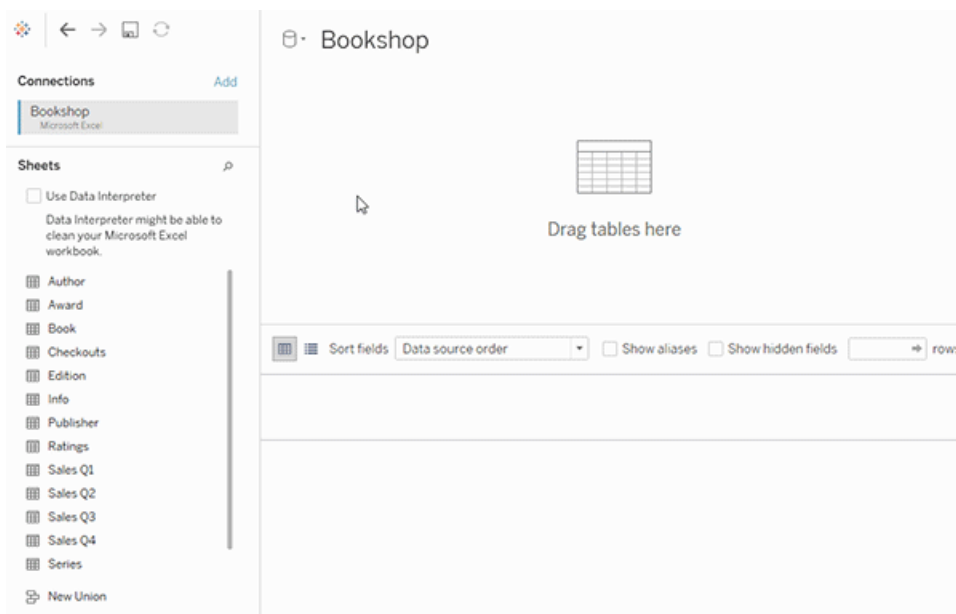 Bookshop
Connections
Add
Bookshop
Microsoft Excel
Sheets
Use Data Interpreter
Data Interpreter might be able to
clean your Microsoft Excel
workbook.
Author
Award
Book
Checkouts
Edition
Info
Publisher
Ratings
Sales Q1
Sales Q2
Sales Q3
Sales Q4
Series
New Union
Drag tables here
Sort fields
Data source order
Show aliases
Show hidden fields
rows